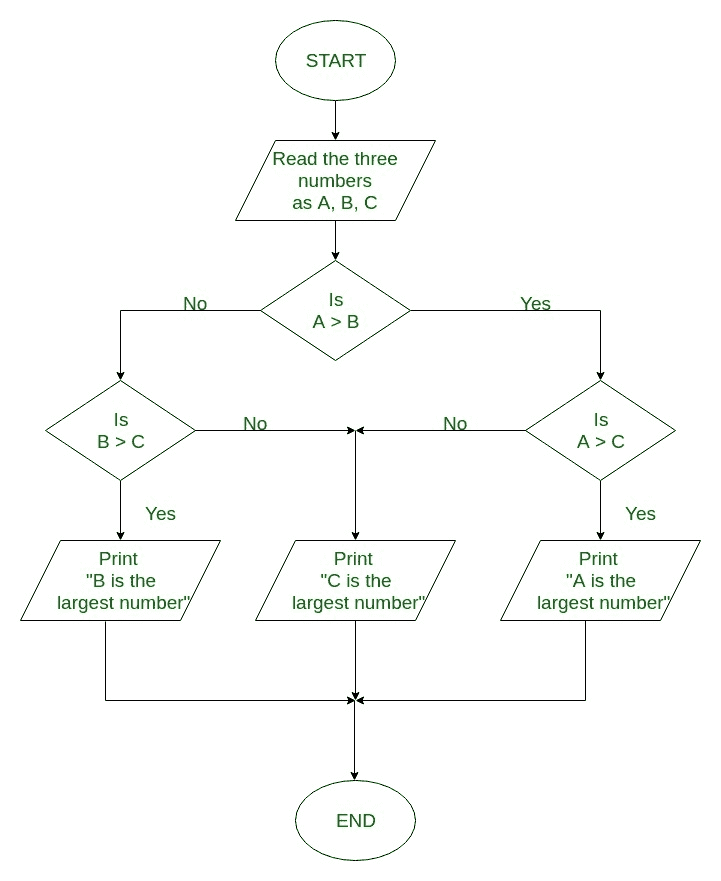 START
Read the three
numbers
as A, B, C
Is
A > B
No
Yes
Is
B > C
No
No
Is
A > C
Yes
Yes
Print
"B is the
largest number"
Print
"C is the
largest number"
Print
"A is the
largest number"
END